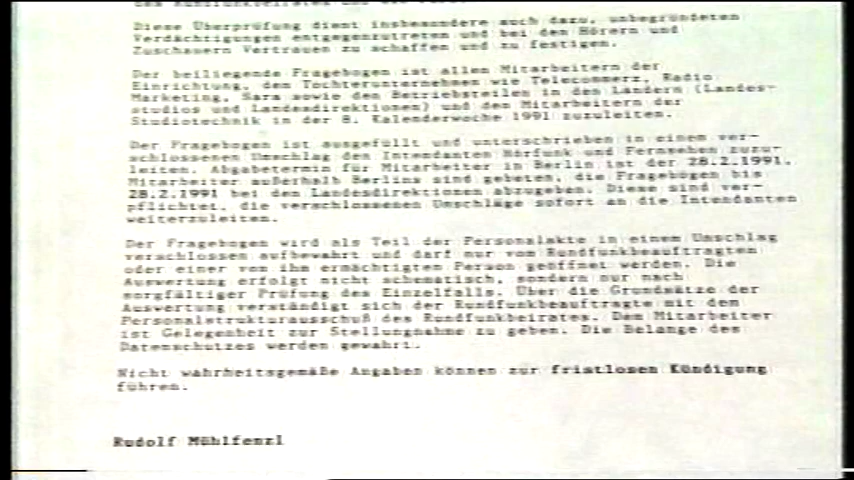 des Rundfunkbeirates und
Diese Überprüfung dient insbesondere auch dazu, unbegründeten
Verdächtigungen entgegenzutreten und bei den Hörern und
Zuschauern Vertrauen zu schaffen und zu festigen.
Der beiliegende Fragebogen ist allen Mitarbeitern der
Einrichtung, den Tochterunternehmen wie Telecommerz, Radio
Marketing, Sara sowie den Betriebsteilen in den Ländern (Landes-
studios und Landesdirektionen) und den Mitarbeitern der
Studiotechnik in der 8. Kalenderwoche 1991 zuzuleiten.
Der Fragebogen ist ausgefüllt und unterschrieben in einem ver-
schlossenen Umschlag den Intendanten Hörfunk und Fernsehen zuzu-
leiten. Abgabetermin für Mitarbeiter in Berlin ist der 28.2.1991.
Mitarbeiter außerhalb Berlins sind gebeten, die Fragebögen bis
28.2.1991 bei den Landesdirektionen abzugeben. Diese sind ver-
pflichtet, die verschlossenen Umschläge sofort an die Intendanten
weiterzuleiten.
Der Fragebogen wird als Teil der Personalakte in einem Umschlag
verschlossen aufbewahrt und darf nur vom Rundfunkbeauftragten
oder einer von ihm ermächtigten Person geöffnet werden. Die
Auswertung erfolgt nicht schematisch, sondern nur nach
sorgfältiger Prüfung des Einzelfalls. Über die Grundsätze der
Auswertung verständigt sich der Rundfunkbeauftragte mit dem
Personalstrukturausschuß des Rundfunkbeirates. Dem Mitarbeiter
ist Gelegenheit zur Stellungnahme zu geben. Die Belange des
Datenschutzes werden gewahrt.
Nicht wahrheitsgemäße Angaben können zur fristlosen Kündigung
führen.
Rudolf Mühlfenzl